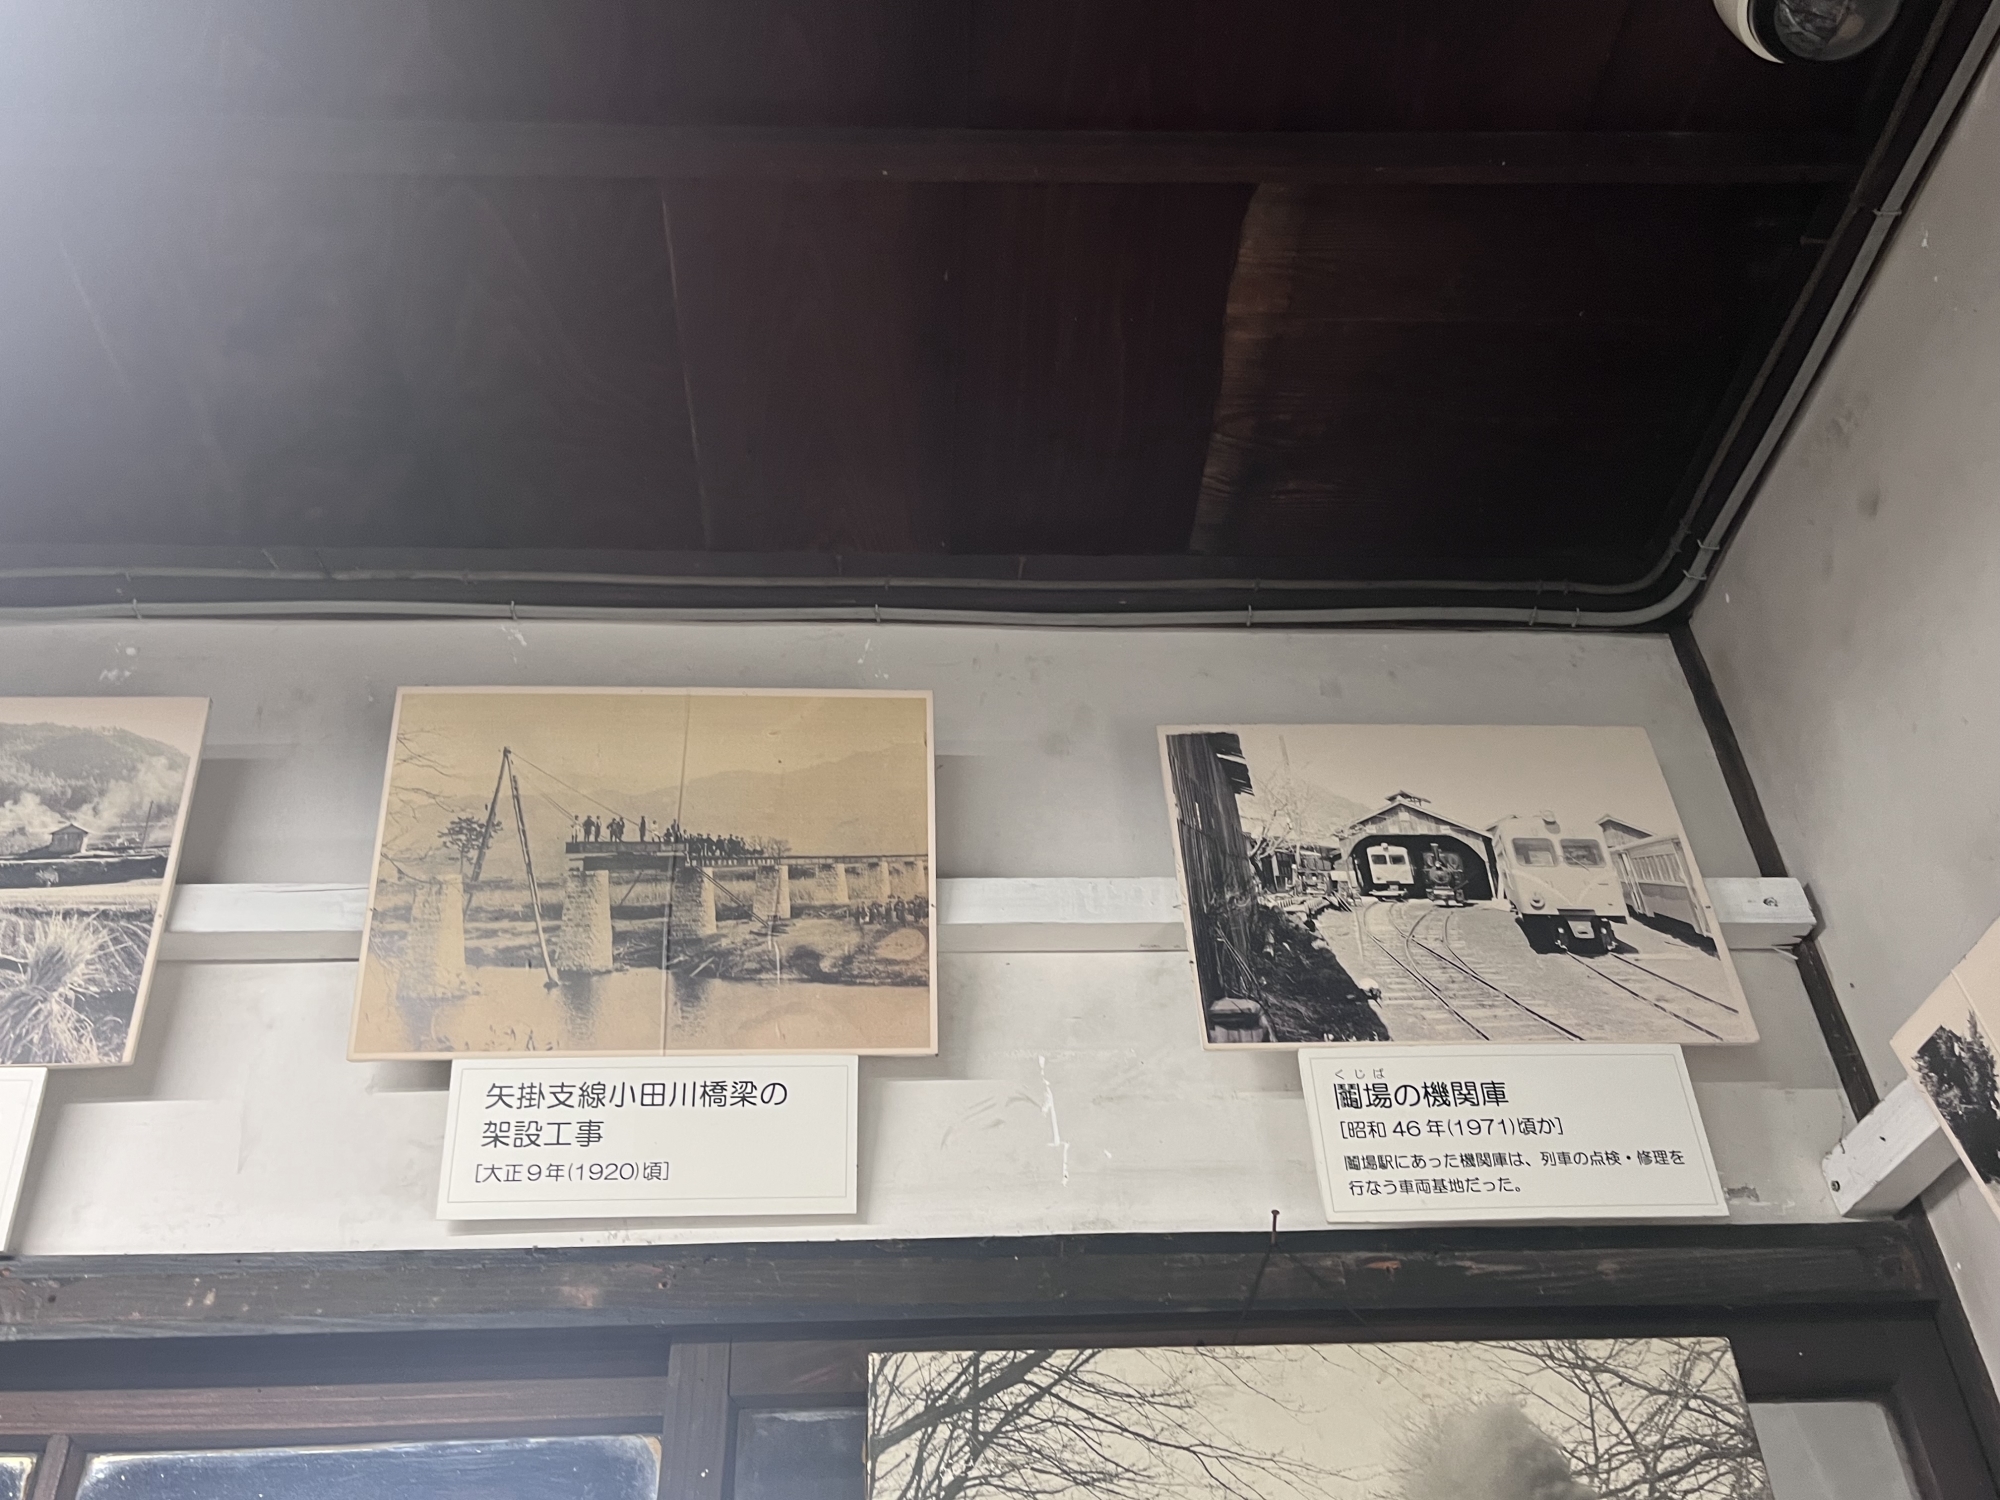 矢掛支線小田川橋梁の
架設工事
[大正9年(1920)頃]
くじば
鬮場の機関庫
[昭和46年(1971)頃か]
鬮場駅にあった機関庫は、列車の点検・修理を
行なう車両基地だった。